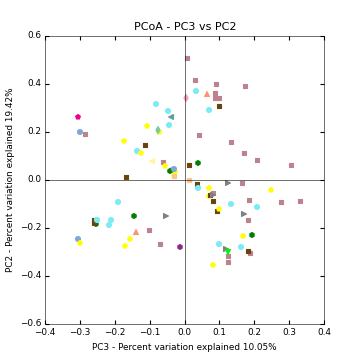 PCoA - PC3 vs PC2
0.6
0.4
0.2
0.0
−0.2
−0.4
−0.6
PC2 - Percent variation explained 19.42%
−0.4 −0.3 −0.2 −0.1 0.0 0.1 0.2 0.3 0.4
PC3 - Percent variation explained 10.05%